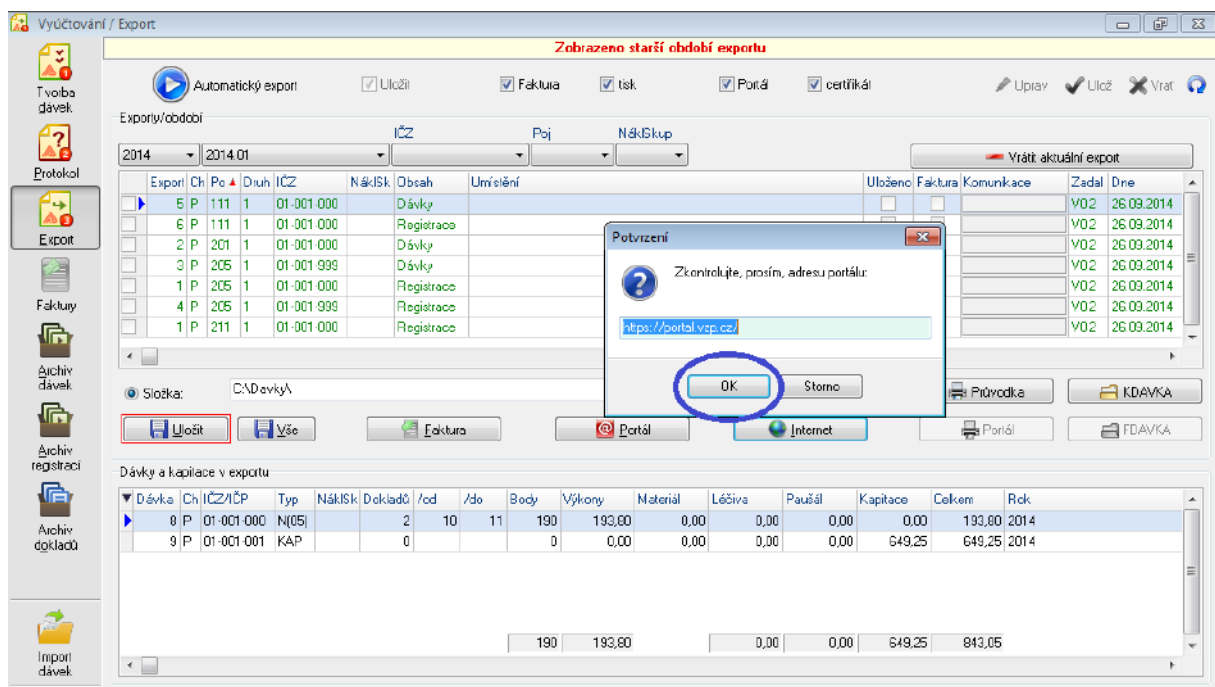 Vyúčtování / Export
Zobrazeno starší období exportu
Automatický export Uložit Faktura tisk Portál certifikát Uprav Ulož Vrať
Tvorba
dávek
Protokol
Export
Faktury
Archiv
dávek
Archiv
registrací
Archiv
dokladů
Import
dávek
Exporty/období
IČZ Poj NáklSkup
2014 2014.01 Vrátit aktuální export
Export Ch Po Druh IČZ NáklSk Obsah Umístění Uloženo Faktura Komunikace Zadal Dne
5 P 111 1 01-001-000 Dávky V02 26.09.2014
6 P 111 1 01-001-000 Registrace V02 26.09.2014
2 P 201 1 01-001-000 Dávky V02 26.09.2014
3 P 205 1 01-001-999 Dávky V02 26.09.2014
1 P 205 1 01-001-000 Registrace V02 26.09.2014
4 P 205 1 01-001-999 Registrace V02 26.09.2014
1 P 211 1 01-001-000 Registrace V02 26.09.2014
Potvrzení
Zkontrolujte, prosím, adresu portálu:
https://portal.vzp.cz/
OK Storno
Složka: C:\Davky\ Průvodka KDAVKA
Uložit Vše Faktura Portál Internet Portál FDAVKA
Dávky a kapitace v exportu
Dávka Ch IČZ/IČP Typ NáklSk Dokladů /od /do Body Výkony Materiál Léčiva Paušál Kapitace Celkem Rok
8 P 01-001-000 N(05) 2 10 11 190 193,80 0,00 0,00 0,00 0,00 193,80 2014
9 P 01-001-001 KAP 0 0 0,00 0,00 0,00 0,00 649,25 649,25 2014
190 193,80 0,00 0,00 649,25 843,05